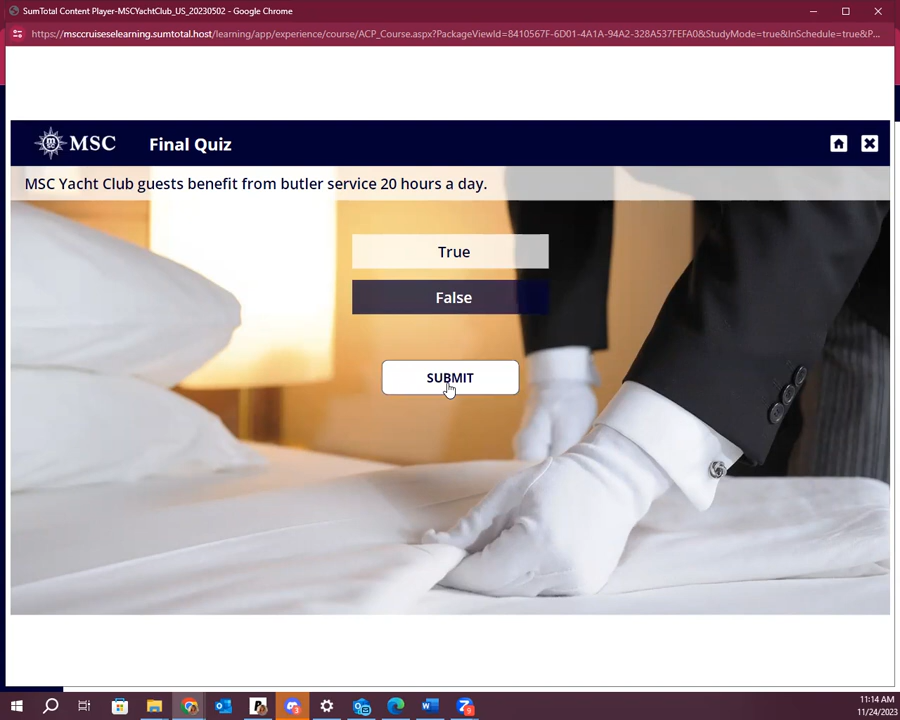 SumTotal Content Player-MSCYachtClub_US_20230502 - Google Chrome
https://msccruiseselearning.sumtotal.host/learning/app/experience/course/ACP_Course.aspx?PackageViewId=8410567F-6D01-4A1A-94A2-328A537FEFA0&StudyMode=true&InSchedule=true&P...
MSC
Final Quiz
MSC Yacht Club guests benefit from butler service 20 hours a day.
True
False
SUBMIT
11:14 AM
11/24/2023